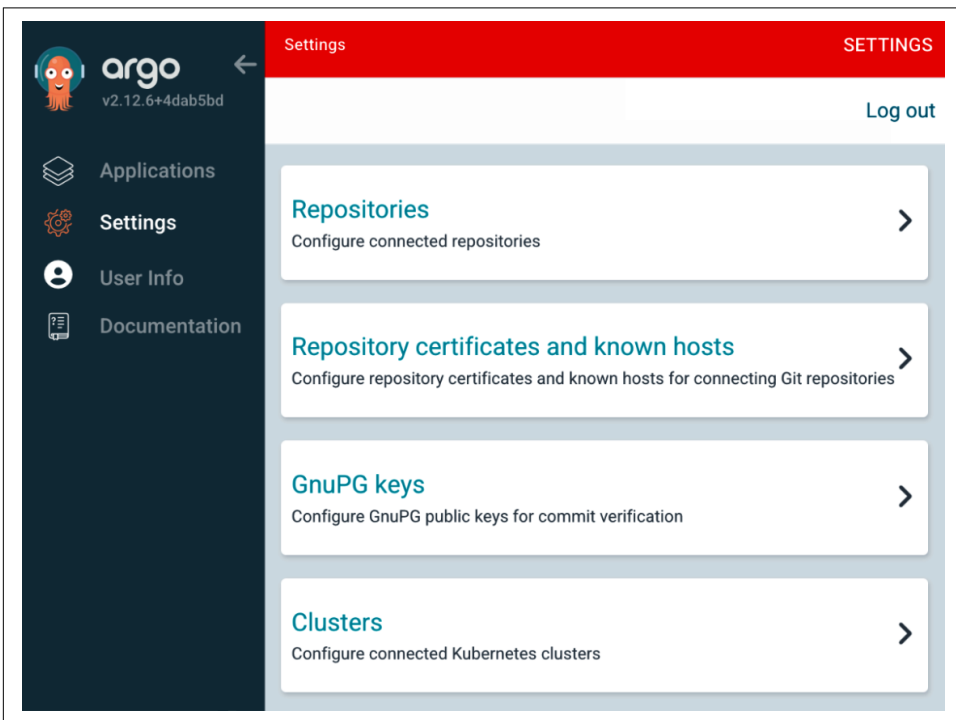 argo
v2.12.6+4dab5bd
Applications
Settings
User Info
Documentation
Settings
SETTINGS
Log out
Repositories
Configure connected repositories
Repository certificates and known hosts
Configure repository certificates and known hosts for connecting Git repositories
GnuPG keys
Configure GnuPG public keys for commit verification
Clusters
Configure connected Kubernetes clusters